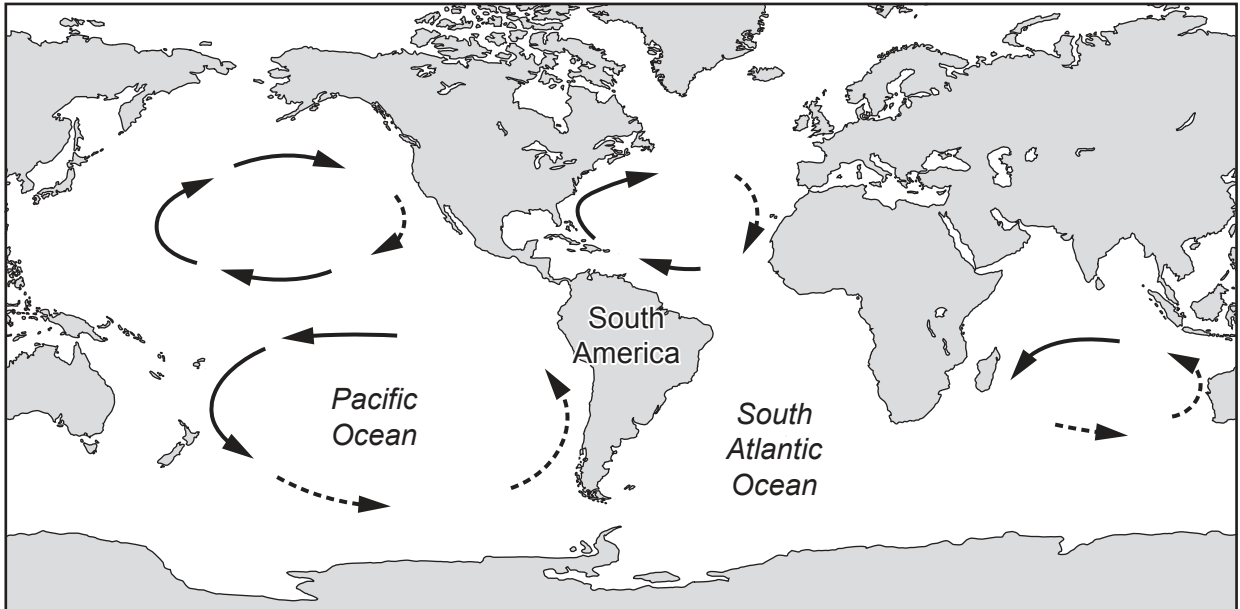 South
America
Pacific
Ocean
South
Atlantic
Ocean